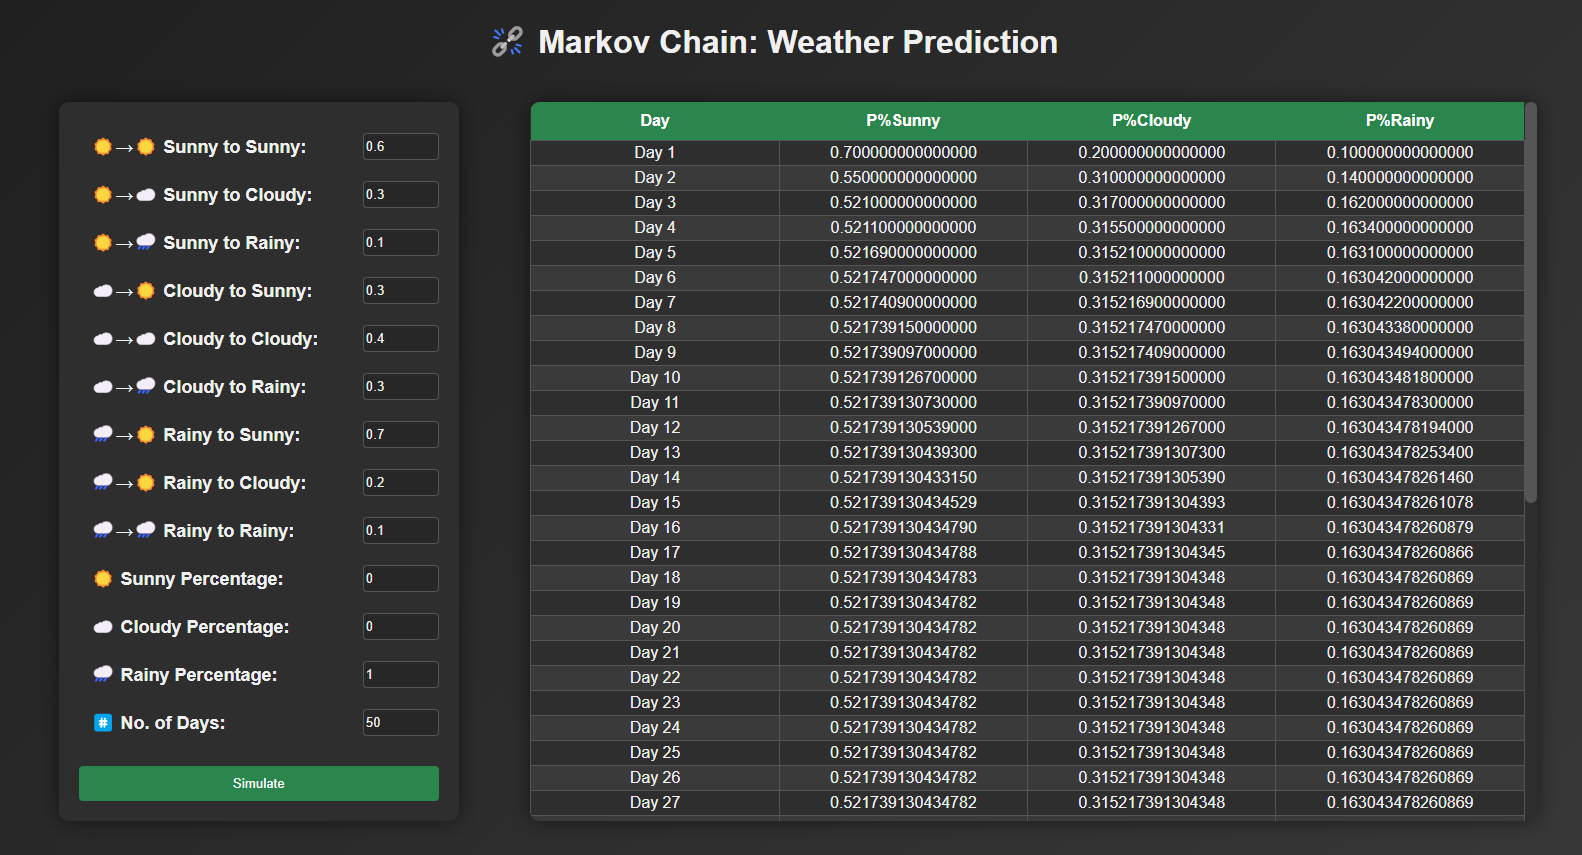 Markov Chain: Weather Prediction
Sunny to Sunny: 0.6
Sunny to Cloudy: 0.3
Sunny to Rainy: 0.1
Cloudy to Sunny: 0.3
Cloudy to Cloudy: 0.4
Cloudy to Rainy: 0.3
Rainy to Sunny: 0.7
Rainy to Cloudy: 0.2
Rainy to Rainy: 0.1
Sunny Percentage: 0
Cloudy Percentage: 0
Rainy Percentage: 1
# No. of Days: 50
Simulate
Day P%Sunny P%Cloudy P%Rainy
Day 1 0.700000000000000 0.200000000000000 0.100000000000000
Day 2 0.550000000000000 0.310000000000000 0.140000000000000
Day 3 0.521000000000000 0.317000000000000 0.162000000000000
Day 4 0.521100000000000 0.315500000000000 0.163400000000000
Day 5 0.521690000000000 0.315210000000000 0.163100000000000
Day 6 0.521747000000000 0.315211000000000 0.163042000000000
Day 7 0.521740900000000 0.315216900000000 0.163042200000000
Day 8 0.521739150000000 0.315217470000000 0.163043380000000
Day 9 0.521739097000000 0.315217409000000 0.163043494000000
Day 10 0.521739126700000 0.315217391500000 0.163043481800000
Day 11 0.521739130730000 0.315217390970000 0.163043478300000
Day 12 0.521739130539000 0.315217391267000 0.163043478194000
Day 13 0.521739130439300 0.315217391307300 0.163043478253400
Day 14 0.521739130433150 0.315217391305390 0.163043478261460
Day 15 0.521739130434529 0.315217391304393 0.163043478261078
Day 16 0.521739130434790 0.315217391304331 0.163043478260879
Day 17 0.521739130434788 0.315217391304345 0.163043478260866
Day 18 0.521739130434783 0.315217391304348 0.163043478260869
Day 19 0.521739130434782 0.315217391304348 0.163043478260869
Day 20 0.521739130434782 0.315217391304348 0.163043478260869
Day 21 0.521739130434782 0.315217391304348 0.163043478260869
Day 22 0.521739130434782 0.315217391304348 0.163043478260869
Day 23 0.521739130434782 0.315217391304348 0.163043478260869
Day 24 0.521739130434782 0.315217391304348 0.163043478260869
Day 25 0.521739130434782 0.315217391304348 0.163043478260869
Day 26 0.521739130434782 0.315217391304348 0.163043478260869
Day 27 0.521739130434782 0.315217391304348 0.163043478260869